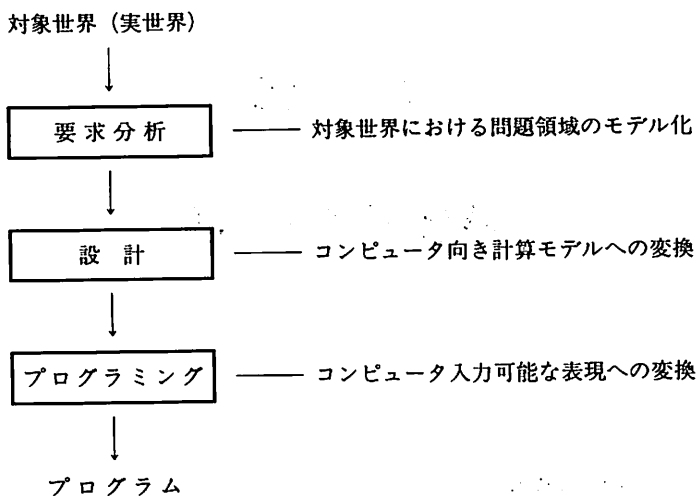 対象世界(実世界)
要求分析
対象世界における問題領域のモデル化
設 計
コンピュータ向き計算モデルへの変換
プログラミング
コンピュータ入力可能な表現への変換
プログラム